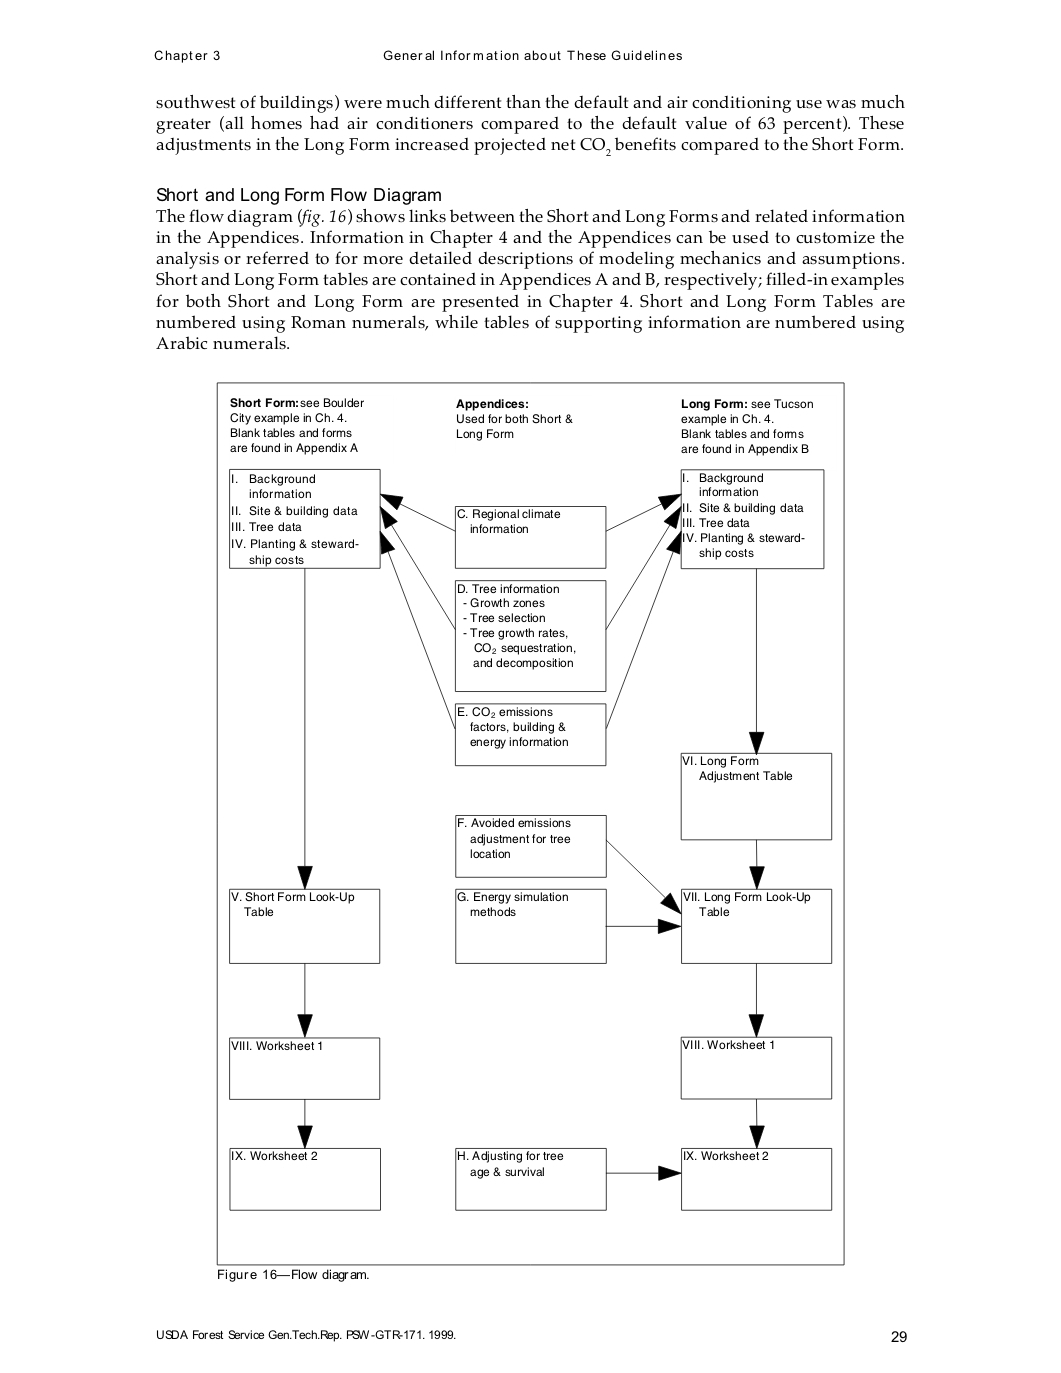 Chapter 3
General Information about These Guidelines
southwest of buildings) were much different than the default and air conditioning use was much
greater (all homes had air conditioners compared to the default value of 63 percent). These
adjustments in the Long Form increased projected net CO₂ benefits compared to the Short Form.
Short and Long Form Flow Diagram
The flow diagram (fig. 16) shows links between the Short and Long Forms and related information
in the Appendices. Information in Chapter 4 and the Appendices can be used to customize the
analysis or referred to for more detailed descriptions of modeling mechanics and assumptions.
Short and Long Form tables are contained in Appendices A and B, respectively; filled-in examples
for both Short and Long Form are presented in Chapter 4. Short and Long Form Tables are
numbered using Roman numerals, while tables of supporting information are numbered using
Arabic numerals.
Short Form: see Boulder
City example in Ch. 4.
Blank tables and forms
are found in Appendix A
I. Background
information
II. Site & building data
III. Tree data
IV. Planting & steward-
ship costs
V. Short Form Look-Up
Table
VIII. Worksheet 1
IX. Worksheet 2
Appendices:
Used for both Short &
Long Form
C. Regional climate
information
D. Tree information
- Growth zones
- Tree selection
- Tree growth rates,
CO₂ sequestration,
and decomposition
E. CO₂ emissions
factors, building &
energy information
F. Avoided emissions
adjustment for tree
location
G. Energy simulation
methods
H. Adjusting for tree
age & survival
Long Form: see Tucson
example in Ch. 4.
Blank tables and forms
are found in Appendix B
I. Background
information
II. Site & building data
III. Tree data
IV. Planting & steward-
ship costs
VI. Long Form
Adjustment Table
VII. Long Form Look-Up
Table
VIII. Worksheet 1
IX. Worksheet 2
Figure 16—Flow diagram.
USDA Forest Service Gen.Tech.Rep. PSW-GTR-171. 1999.
29